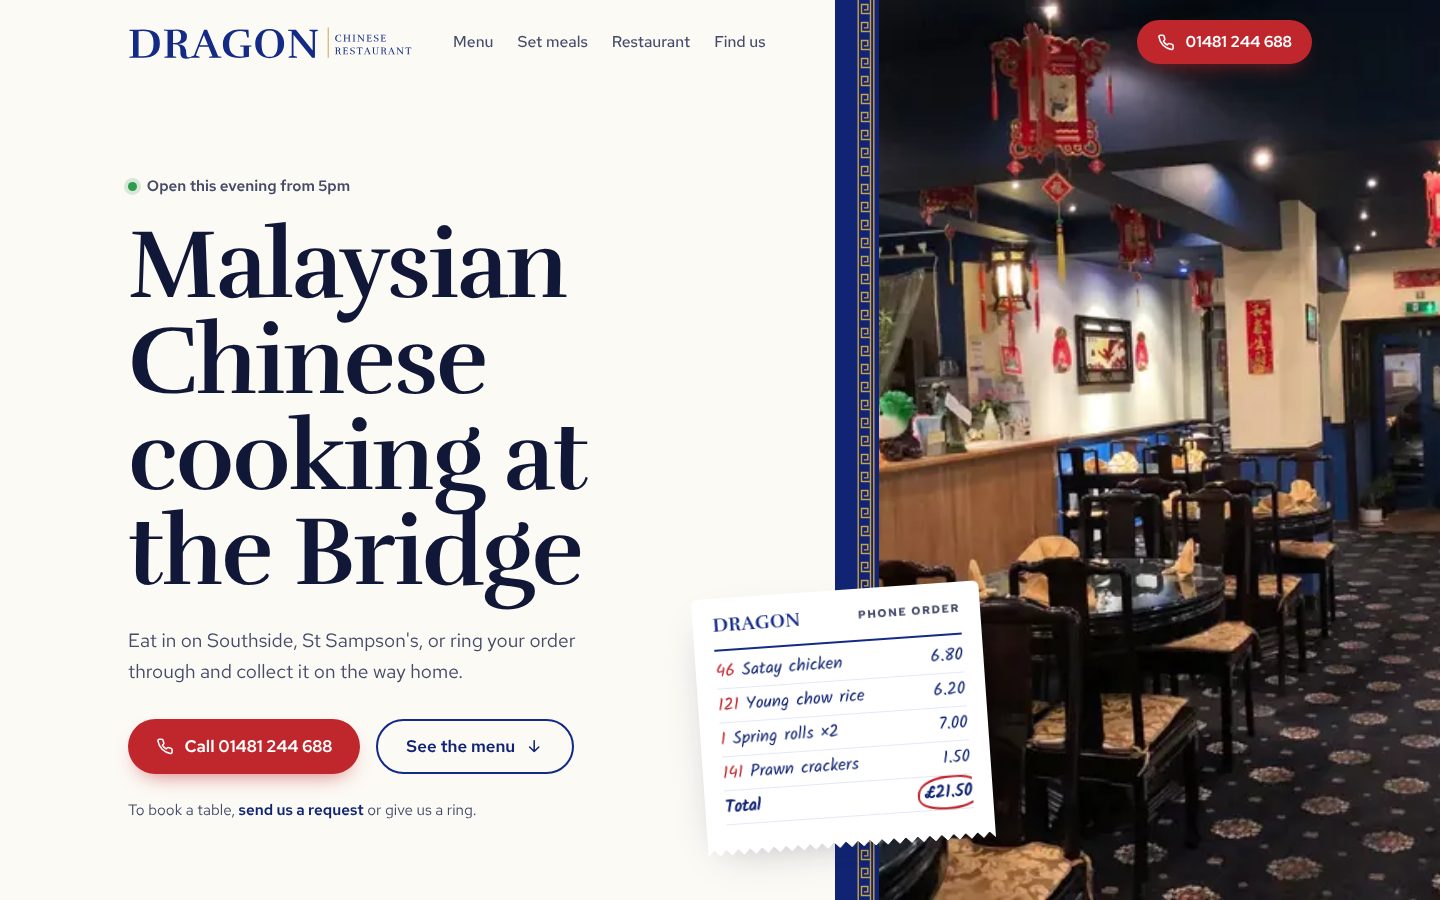 DRAGON
CHINESE
RESTAURANT
Menu
Set meals
Restaurant
Find us
01481 244 688
Open this evening from 5pm
Malaysian
Chinese
cooking at
the Bridge
Eat in on Southside, St Sampson's, or ring your order
through and collect it on the way home.
Call 01481 244 688
See the menu ↓
To book a table, send us a request or give us a ring.
DRAGON
PHONE ORDER
46 Satay chicken 6.80
121 Young chow rice 6.20
1 Spring rolls ×2 7.00
141 Prawn crackers 1.50
Total £21.50